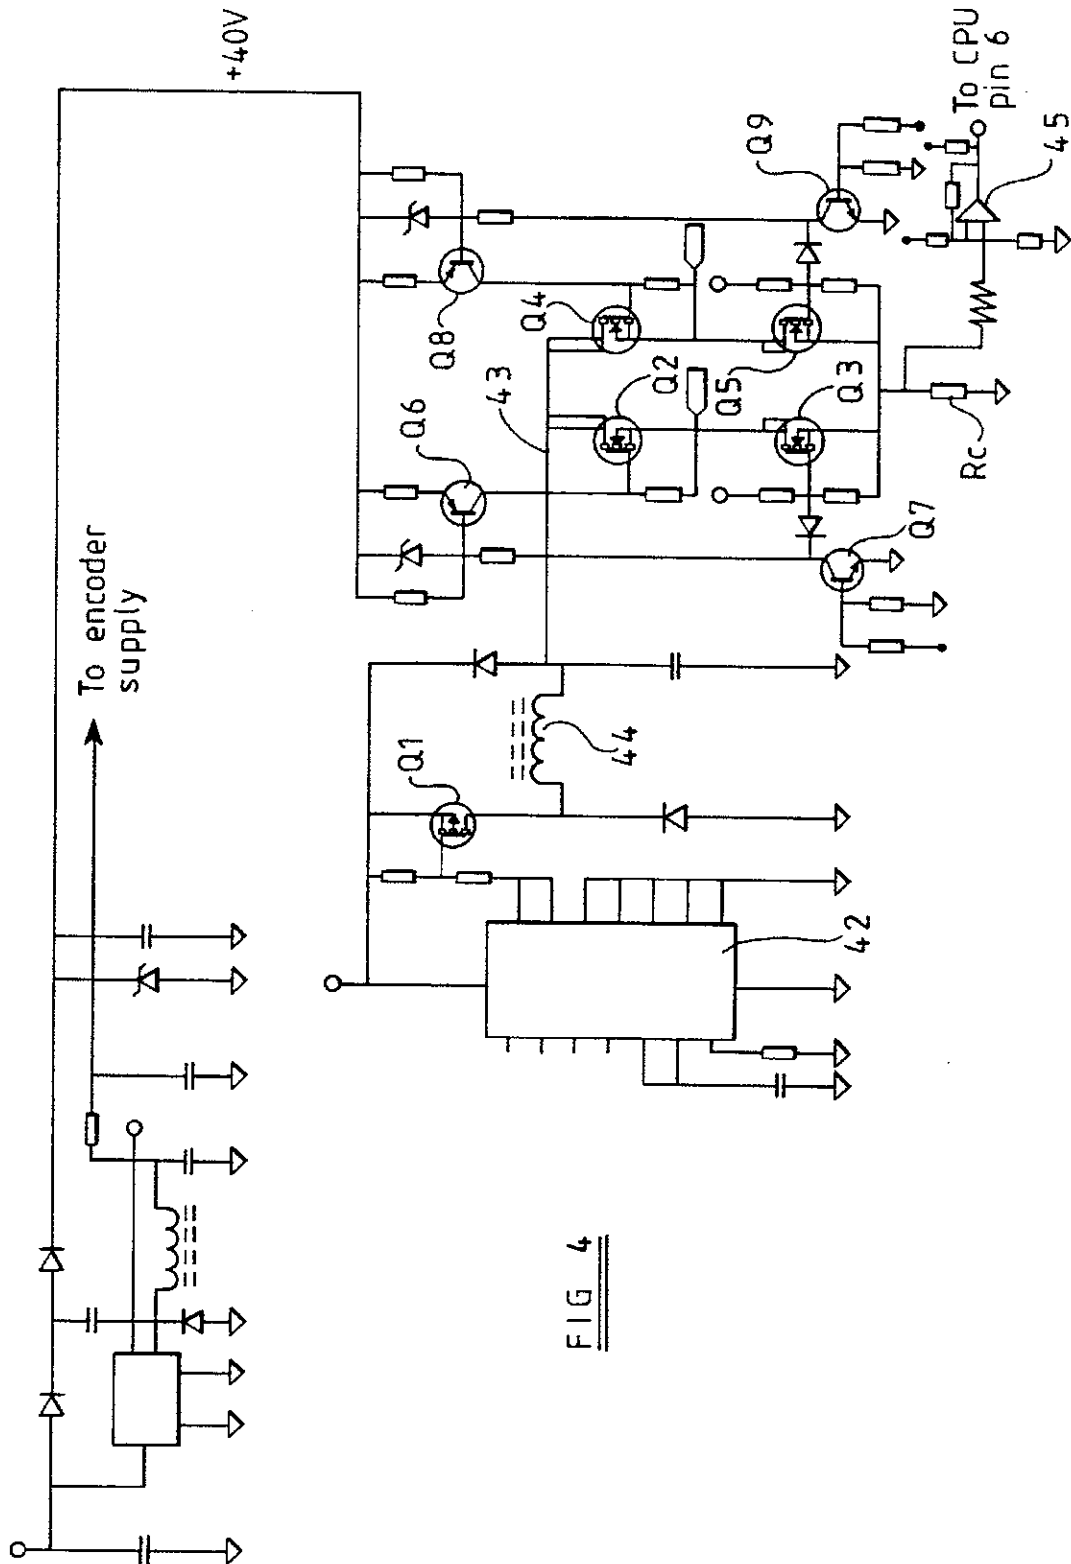 To encoder
supply
+40V
Q8
Q6
43
Q4
Q2
Q9
Q5
Q3
To CPU
pin 6
45
Rc
Q7
Q1
44
42
FIG 4